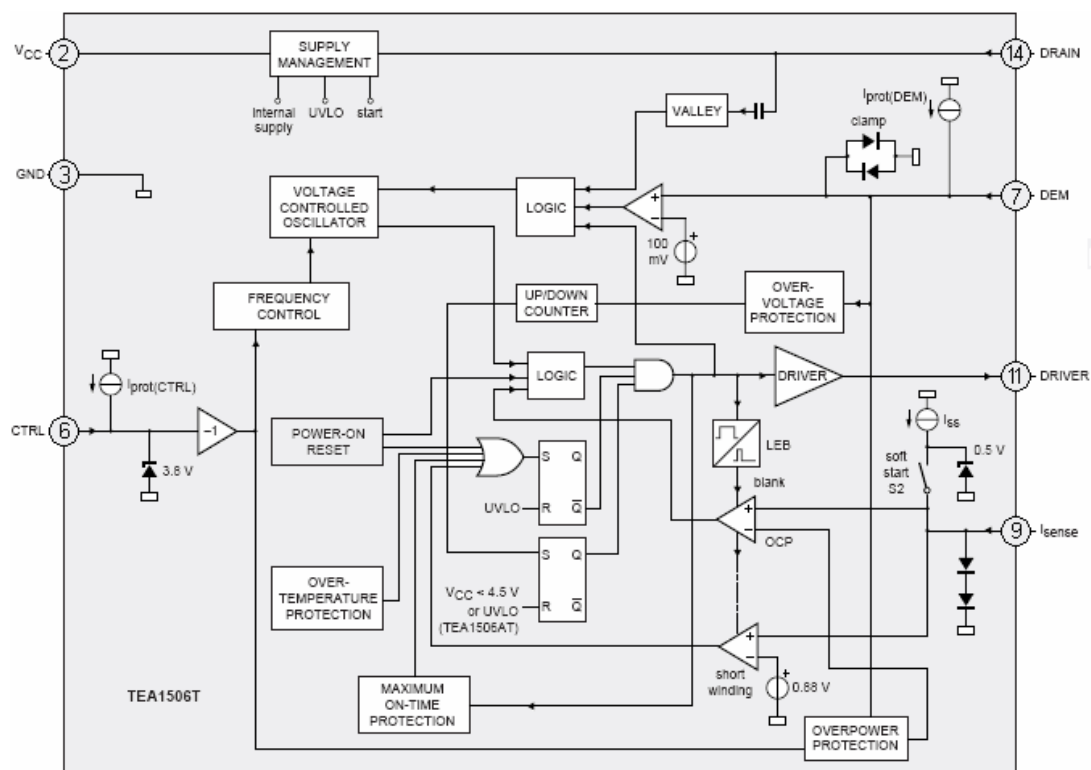 VCC 2
SUPPLY
MANAGEMENT
14 DRAIN
internal
supply
UVLO
start
VALLEY
Iprot(DEM)
clamp
GND 3
VOLTAGE
CONTROLLED
OSCILLATOR
LOGIC
+
−
7 DEM
100
mV
+
FREQUENCY
CONTROL
UP/DOWN
COUNTER
OVER-
VOLTAGE
PROTECTION
Iprot(CTRL)
LOGIC
DRIVER
11 DRIVER
CTRL 6
−1
3.8 V
POWER-ON
RESET
LEB
Iss
0.5 V
soft
start
S2
S Q
R Q̅
UVLO
blank
+
−
OCP
9 Isense
OVER-
TEMPERATURE
PROTECTION
S Q
R Q̅
VCC < 4.5 V
or UVLO
(TEA1506AT)
+
−
short
winding
+
0.88 V
TEA1506T
MAXIMUM
ON-TIME
PROTECTION
OVERPOWER
PROTECTION